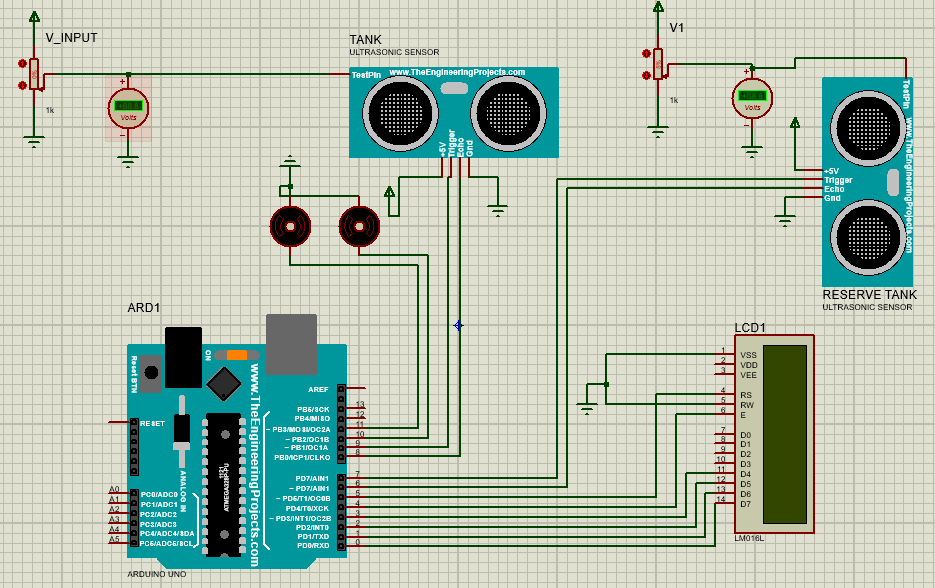 V_INPUT
1k
+88.8
Volts
TANK
ULTRASONIC SENSOR
TestPin
www.TheEngineeringProjects.com
+5V
Trigger
Echo
Gnd
V1
1k
Volts
TestPin
www.TheEngineeringProjects.com
+5V
Trigger
Echo
Gnd
RESERVE TANK
ULTRASONIC SENSOR
ARD1
Reset BTN
ON
www.TheEngineeringProjects.com
RESET
ANALOG IN
1121
ATMEGA328P-PU
AREF
PB5/SCK 13
PB4/MISO 12
~ PB3/MOSI/OC2A 11
~ PB2/OC1B 10
~ PB1/OC1A 9
PB0/ICP1/CLKO 8
PD7/AIN1 7
~ PD7/AIN1 6
~ PD5/T1/OC0B 5
PD4/T0/XCK 4
~ PD3/INT1/OC2B 3
PD2/INT0 2
PD1/TXD 1
PD0/RXD 0
A0 PC0/ADC0
A1 PC1/ADC1
A2 PC2/ADC2
A3 PC3/ADC3
A4 PC4/ADC4/SDA
A5 PC5/ADC5/SCL
ARDUINO UNO
LCD1
1 VSS
2 VDD
3 VEE
4 RS
5 RW
6 E
7 D0
8 D1
9 D2
10 D3
11 D4
12 D5
13 D6
14 D7
LM016L